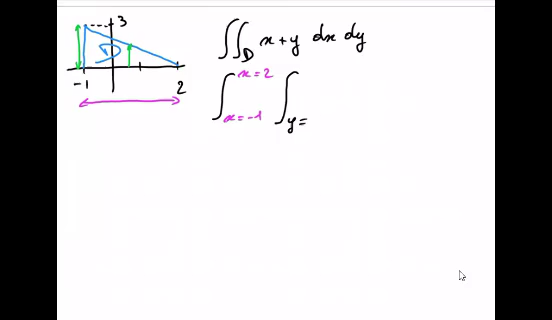 3
D
-1 2
∬_D x+y dx dy
∫_{x=-1}^{x=2} ∫_{y=}